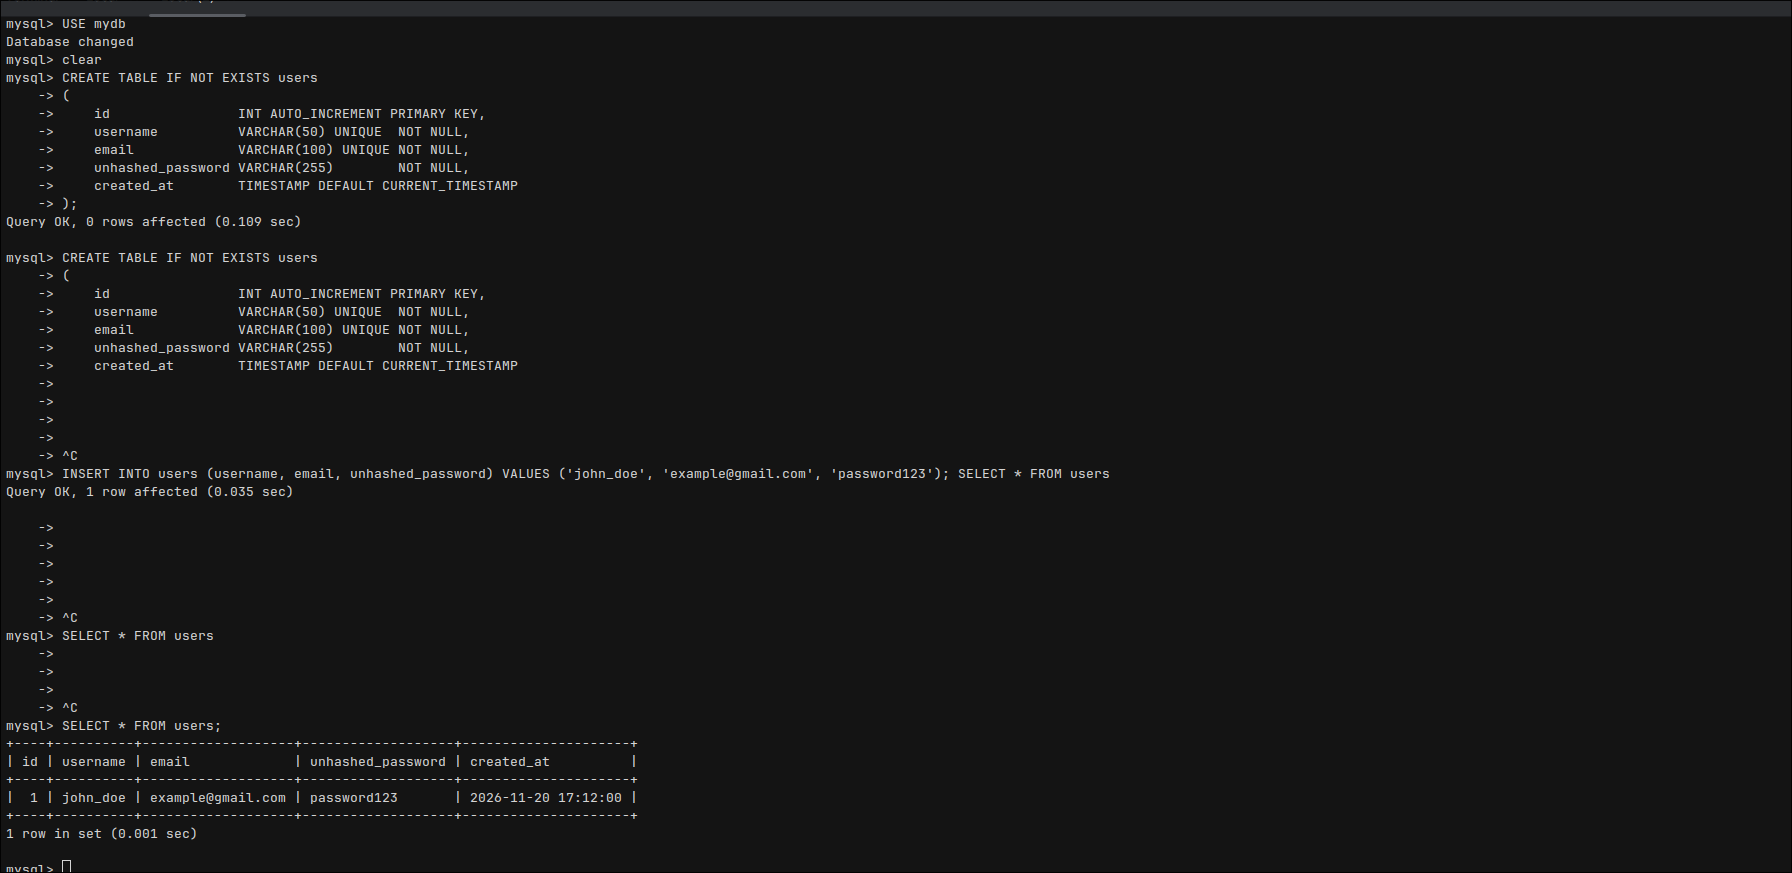 mysql> USE mydb
Database changed
mysql> clear
mysql> CREATE TABLE IF NOT EXISTS users
    -> (
    ->     id                INT AUTO_INCREMENT PRIMARY KEY,
    ->     username          VARCHAR(50) UNIQUE  NOT NULL,
    ->     email             VARCHAR(100) UNIQUE NOT NULL,
    ->     unhashed_password VARCHAR(255)        NOT NULL,
    ->     created_at        TIMESTAMP DEFAULT CURRENT_TIMESTAMP
    -> );
Query OK, 0 rows affected (0.109 sec)

mysql> CREATE TABLE IF NOT EXISTS users
    -> (
    ->     id                INT AUTO_INCREMENT PRIMARY KEY,
    ->     username          VARCHAR(50) UNIQUE  NOT NULL,
    ->     email             VARCHAR(100) UNIQUE NOT NULL,
    ->     unhashed_password VARCHAR(255)        NOT NULL,
    ->     created_at        TIMESTAMP DEFAULT CURRENT_TIMESTAMP
    ->
    ->
    ->
    ->
    -> ^C
mysql> INSERT INTO users (username, email, unhashed_password) VALUES ('john_doe', 'example@gmail.com', 'password123'); SELECT * FROM users
Query OK, 1 row affected (0.035 sec)

    ->
    ->
    ->
    ->
    ->
    -> ^C
mysql> SELECT * FROM users
    ->
    ->
    ->
    -> ^C
mysql> SELECT * FROM users;
+----+----------+-------------------+-------------------+---------------------+
| id | username | email             | unhashed_password | created_at          |
+----+----------+-------------------+-------------------+---------------------+
|  1 | john_doe | example@gmail.com | password123       | 2026-11-20 17:12:00 |
+----+----------+-------------------+-------------------+---------------------+
1 row in set (0.001 sec)

mysql>